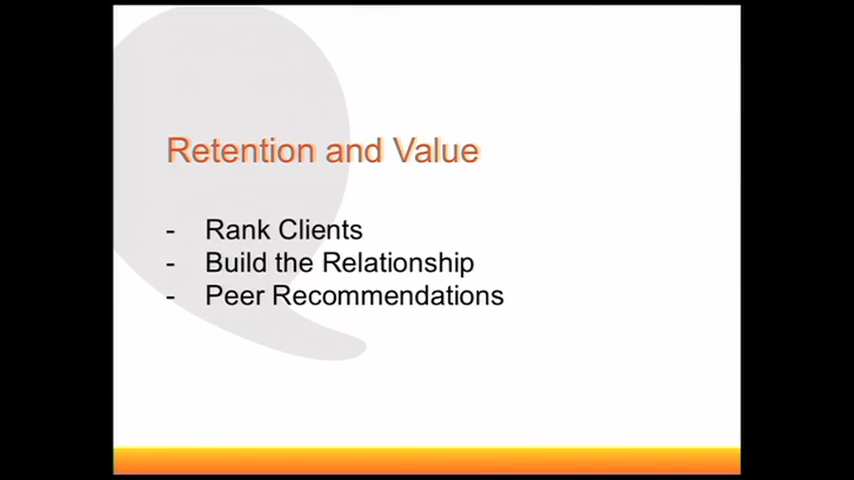 Retention and Value
- Rank Clients
- Build the Relationship
- Peer Recommendations